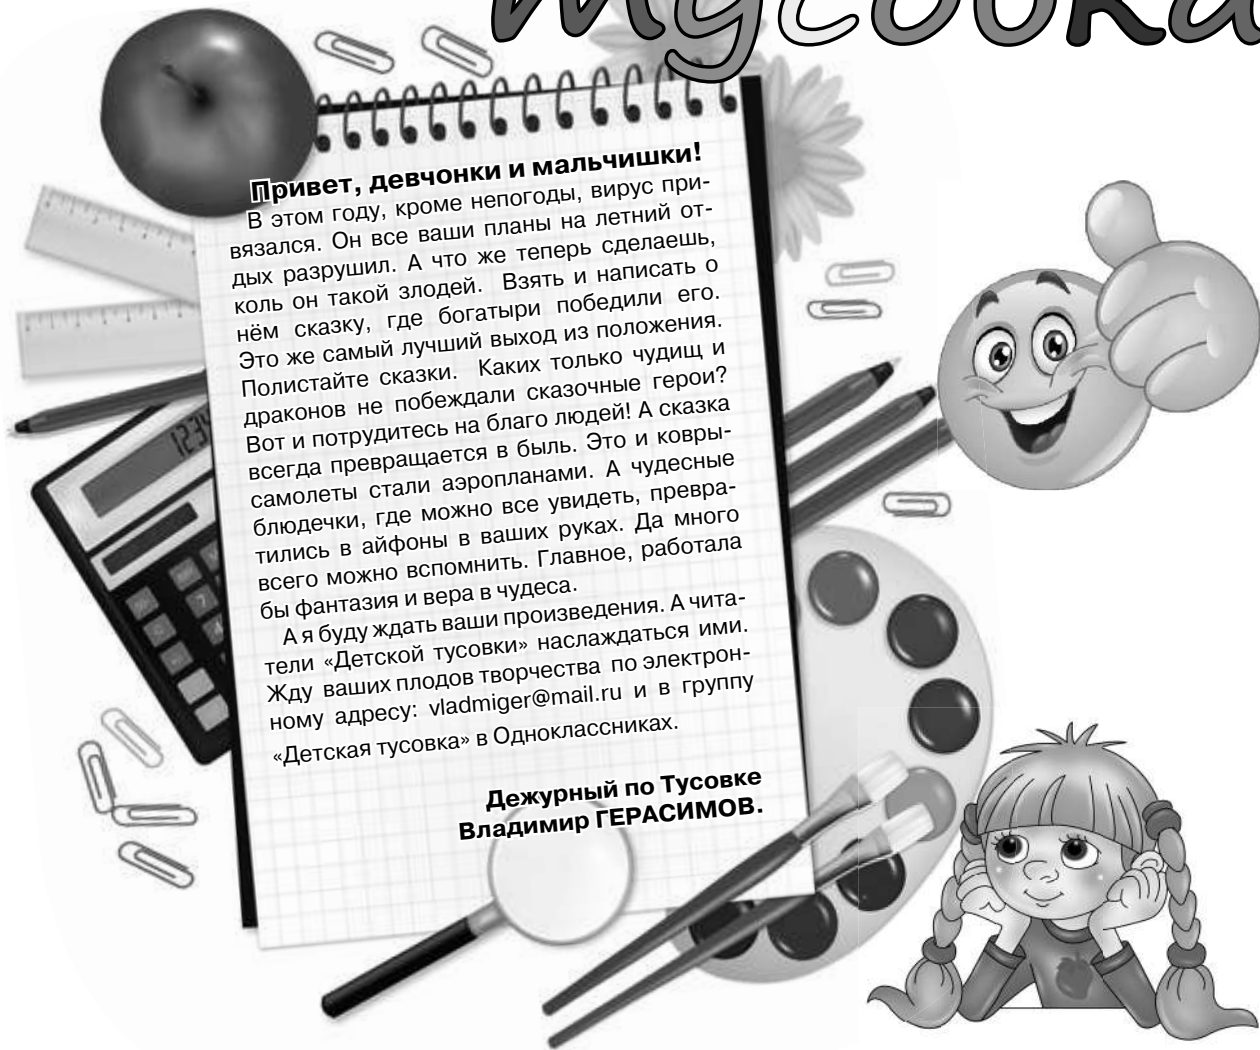 тусовка
Привет, девчонки и мальчишки!
В этом году, кроме непогоды, вирус при-
вязался. Он все ваши планы на летний от-
дых разрушил. А что же теперь сделаешь,
коль он такой злодей. Взять и написать о
нём сказку, где богатыри победили его.
Это же самый лучший выход из положения.
Полистайте сказки. Каких только чудищ и
драконов не побеждали сказочные герои?
Вот и потрудитесь на благо людей! А сказка
всегда превращается в быль. Это и ковры-
самолеты стали аэропланами. А чудесные
блюдечки, где можно все увидеть, превра-
тились в айфоны в ваших руках. Да много
всего можно вспомнить. Главное, работала
бы фантазия и вера в чудеса.
А я буду ждать ваши произведения. А чита-
тели «Детской тусовки» наслаждаться ими.
Жду ваших плодов творчества по электрон-
ному адресу: vladmiger@mail.ru и в группу
«Детская тусовка» в Одноклассниках.
Дежурный по Тусовке
Владимир ГЕРАСИМОВ.